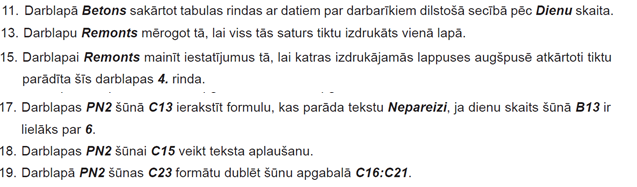 11. Darblapā Betons sakārtot tabulas rindas ar datiem par darbarīkiem dilstošā secībā pēc Dienu skaita.
13. Darblapu Remonts mērogot tā, lai viss tās saturs tiktu izdrukāts vienā lapā.
15. Darblapai Remonts mainīt iestatījumus tā, lai katras izdrukājamās lappuses augšpusē atkārtoti tiktu
parādīta šīs darblapas 4. rinda.
17. Darblapas PN2 šūnā C13 ierakstīt formulu, kas parāda tekstu Nepareizi, ja dienu skaits šūnā B13 ir
lielāks par 6.
18. Darblapas PN2 šūnai C15 veikt teksta aplaušanu.
19. Darblapā PN2 šūnas C23 formātu dublēt šūnu apgabalā C16:C21.